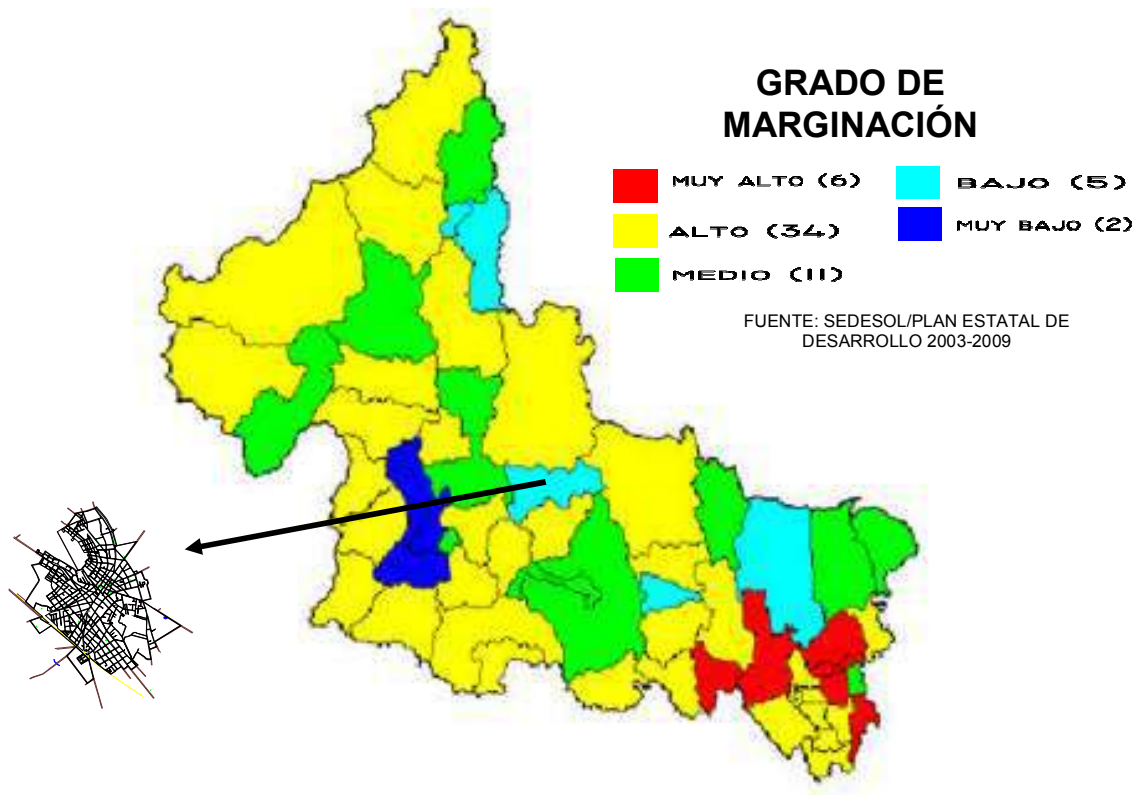 GRADO DE
MARGINACIÓN
MUY ALTO (6)
BAJO (5)
ALTO (34)
MUY BAJO (2)
MEDIO (11)
FUENTE: SEDESOL/PLAN ESTATAL DE
DESARROLLO 2003-2009